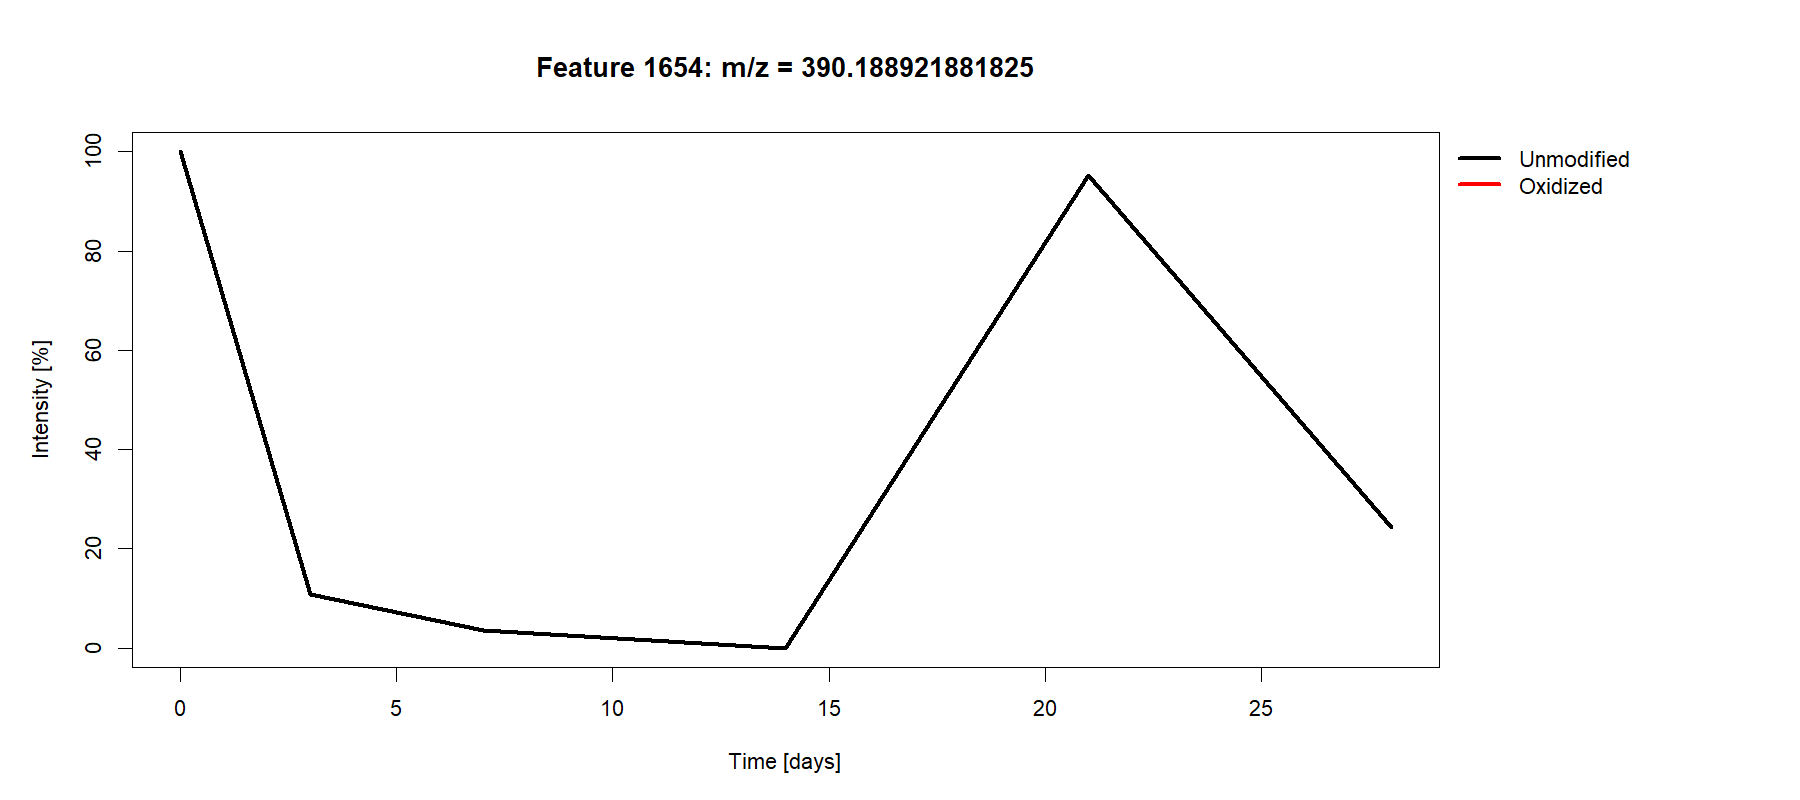 Feature 1654: m/z = 390.188921881825
Unmodified
Oxidized
Intensity [%]
100
80
60
40
20
0
0 5 10 15 20 25
Time [days]